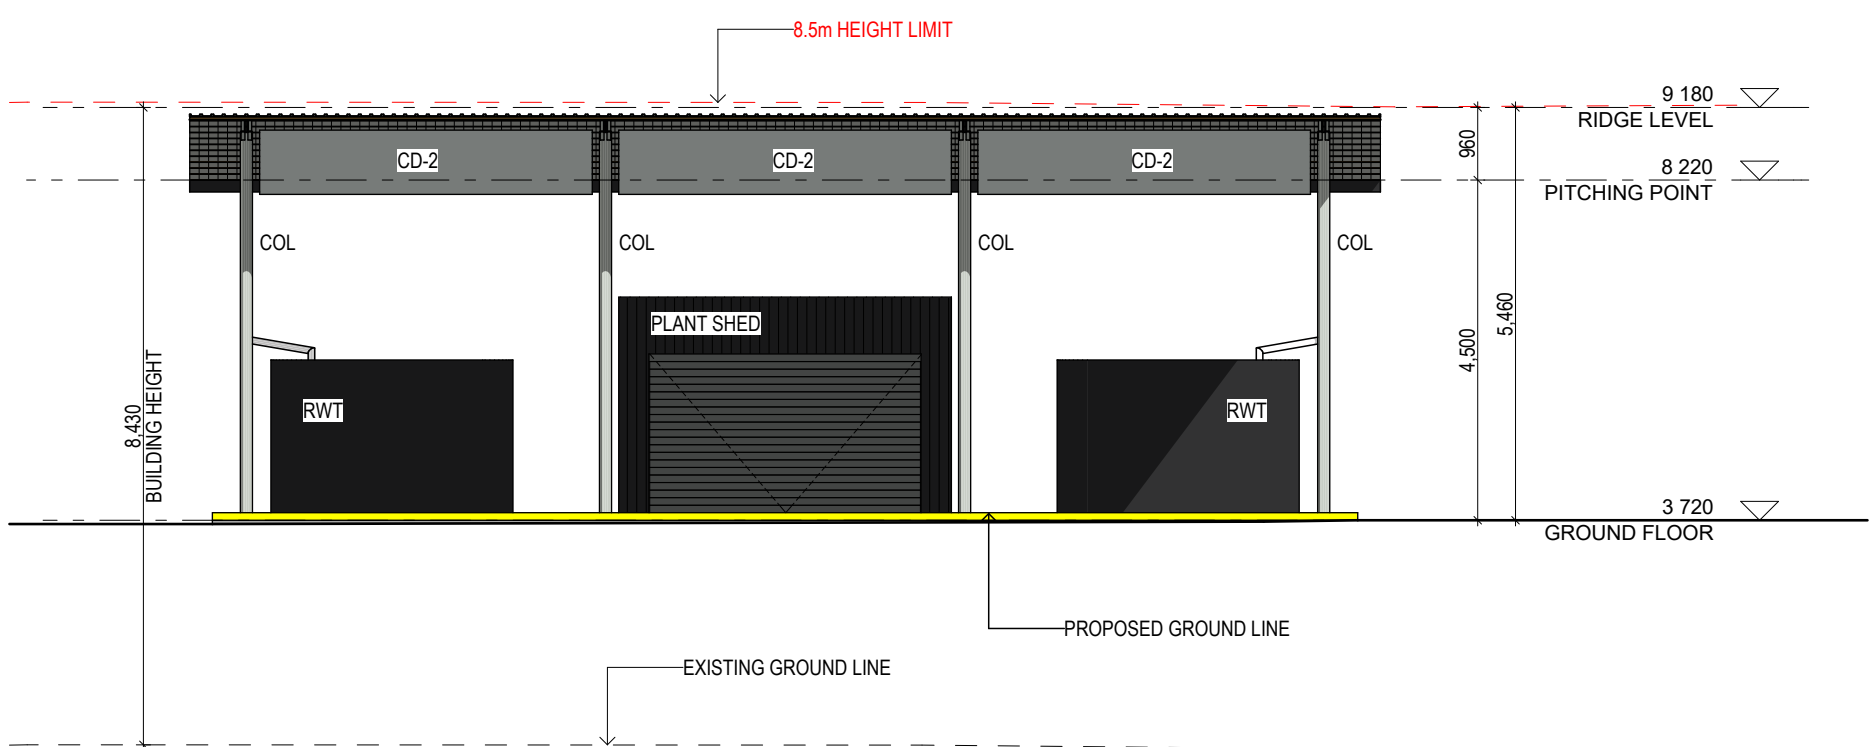 8.5m HEIGHT LIMIT
9 180
RIDGE LEVEL
960
CD-2
CD-2
CD-2
8 220
PITCHING POINT
COL
COL
COL
COL
PLANT SHED
5,460
4,500
8,430
BUILDING HEIGHT
RWT
RWT
3 720
GROUND FLOOR
PROPOSED GROUND LINE
EXISTING GROUND LINE